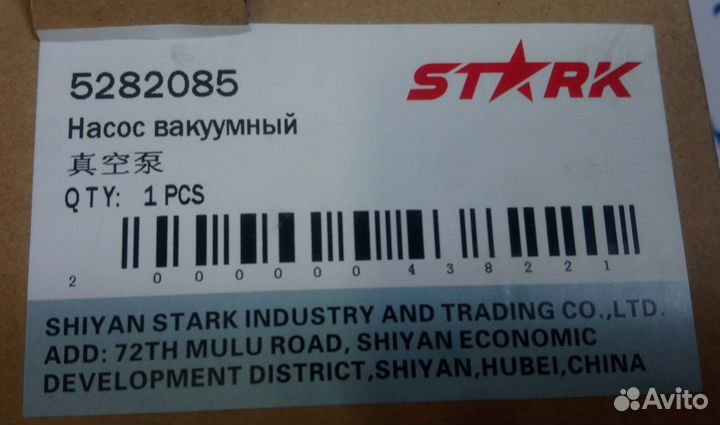 5282085
STARK
Насос вакуумный
真空泵
QTY: 1 PCS
2 000000 438221
SHIYAN STARK INDUSTRY AND TRADING CO.,LTD.
ADD: 72TH MULU ROAD, SHIYAN ECONOMIC
DEVELOPMENT DISTRICT,SHIYAN,HUBEI,CHINA
Avito